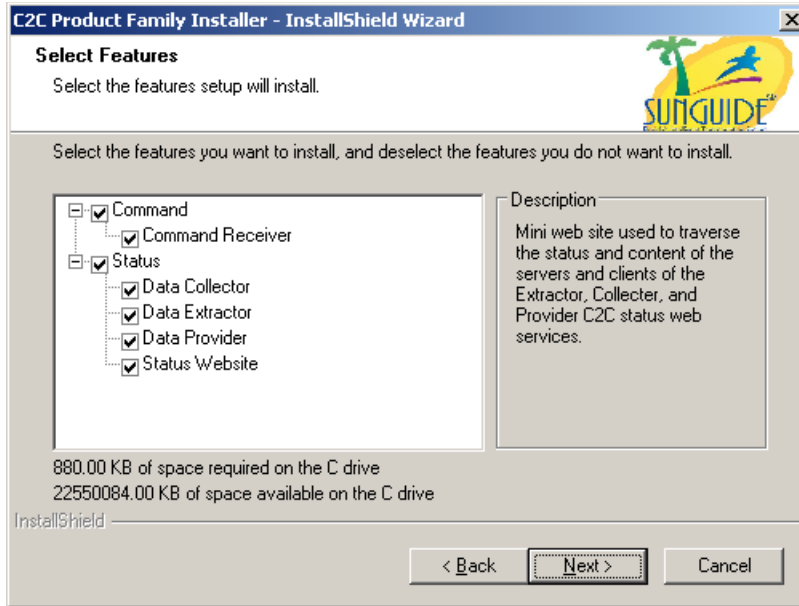 C2C Product Family Installer - InstallShield Wizard
Select Features
Select the features setup will install.
SUNGUIDE
Select the features you want to install, and deselect the features you do not want to install.
Command
Command Receiver
Status
Data Collector
Data Extractor
Data Provider
Status Website
Description
Mini web site used to traverse
the status and content of the
servers and clients of the
Extractor, Collecter, and
Provider C2C status web
services.
880.00 KB of space required on the C drive
22550084.00 KB of space available on the C drive
InstallShield
< Back
Next >
Cancel